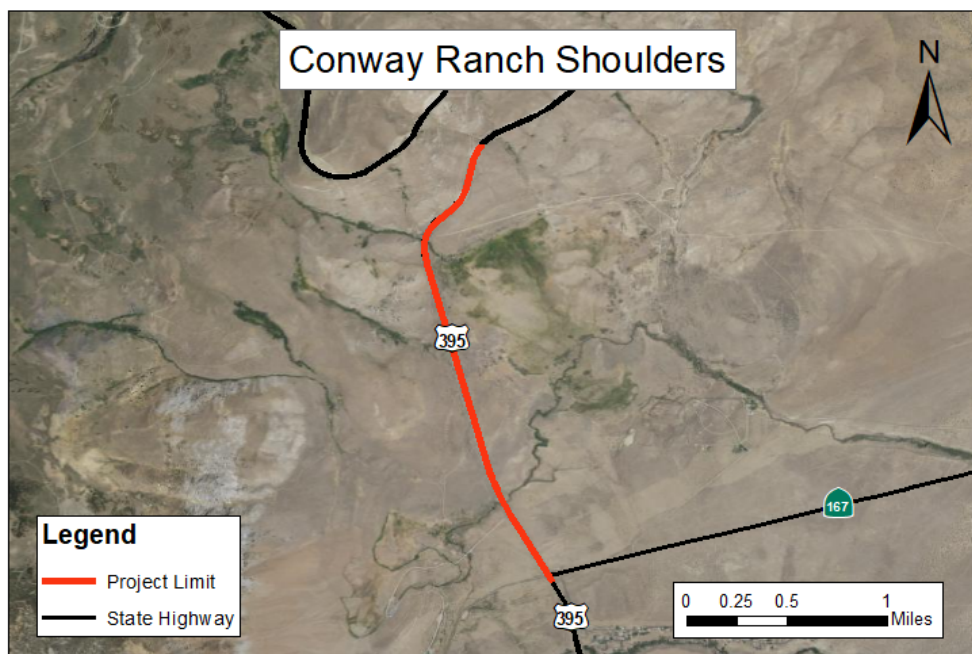 Conway Ranch Shoulders
N
395
167
Legend
Project Limit
State Highway
395
0 0.25 0.5 1
Miles